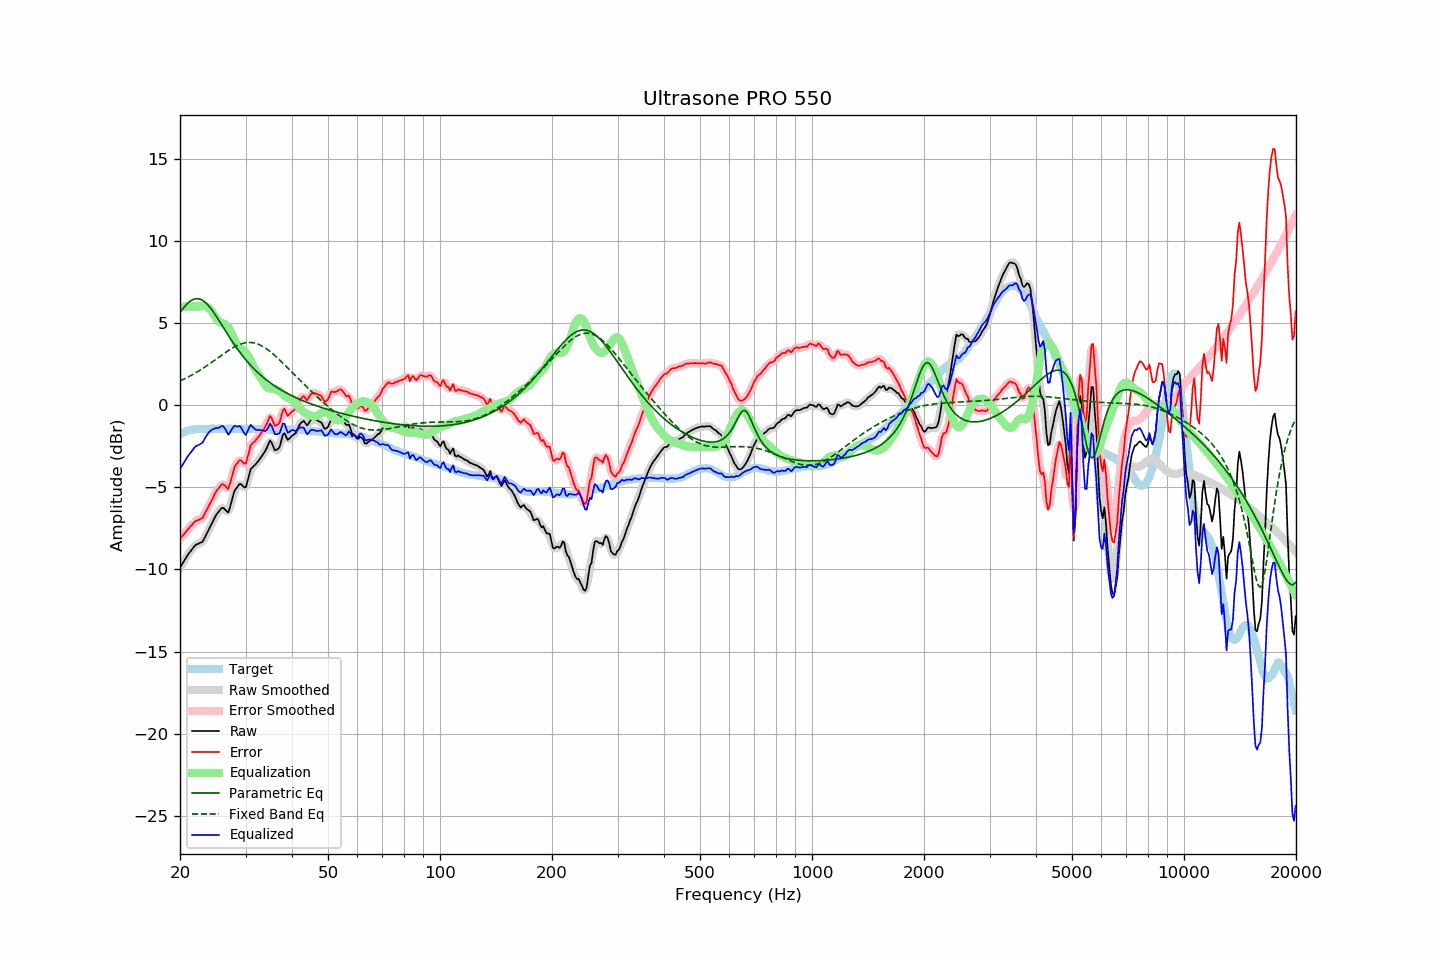 Ultrasone PRO 550
Amplitude (dBr)
15
10
5
0
−5
−10
−15
−20
−25
Target
Raw Smoothed
Error Smoothed
Raw
Error
Equalization
Parametric Eq
Fixed Band Eq
Equalized
20 50 100 200 500 1000 2000 5000 10000 20000
Frequency (Hz)